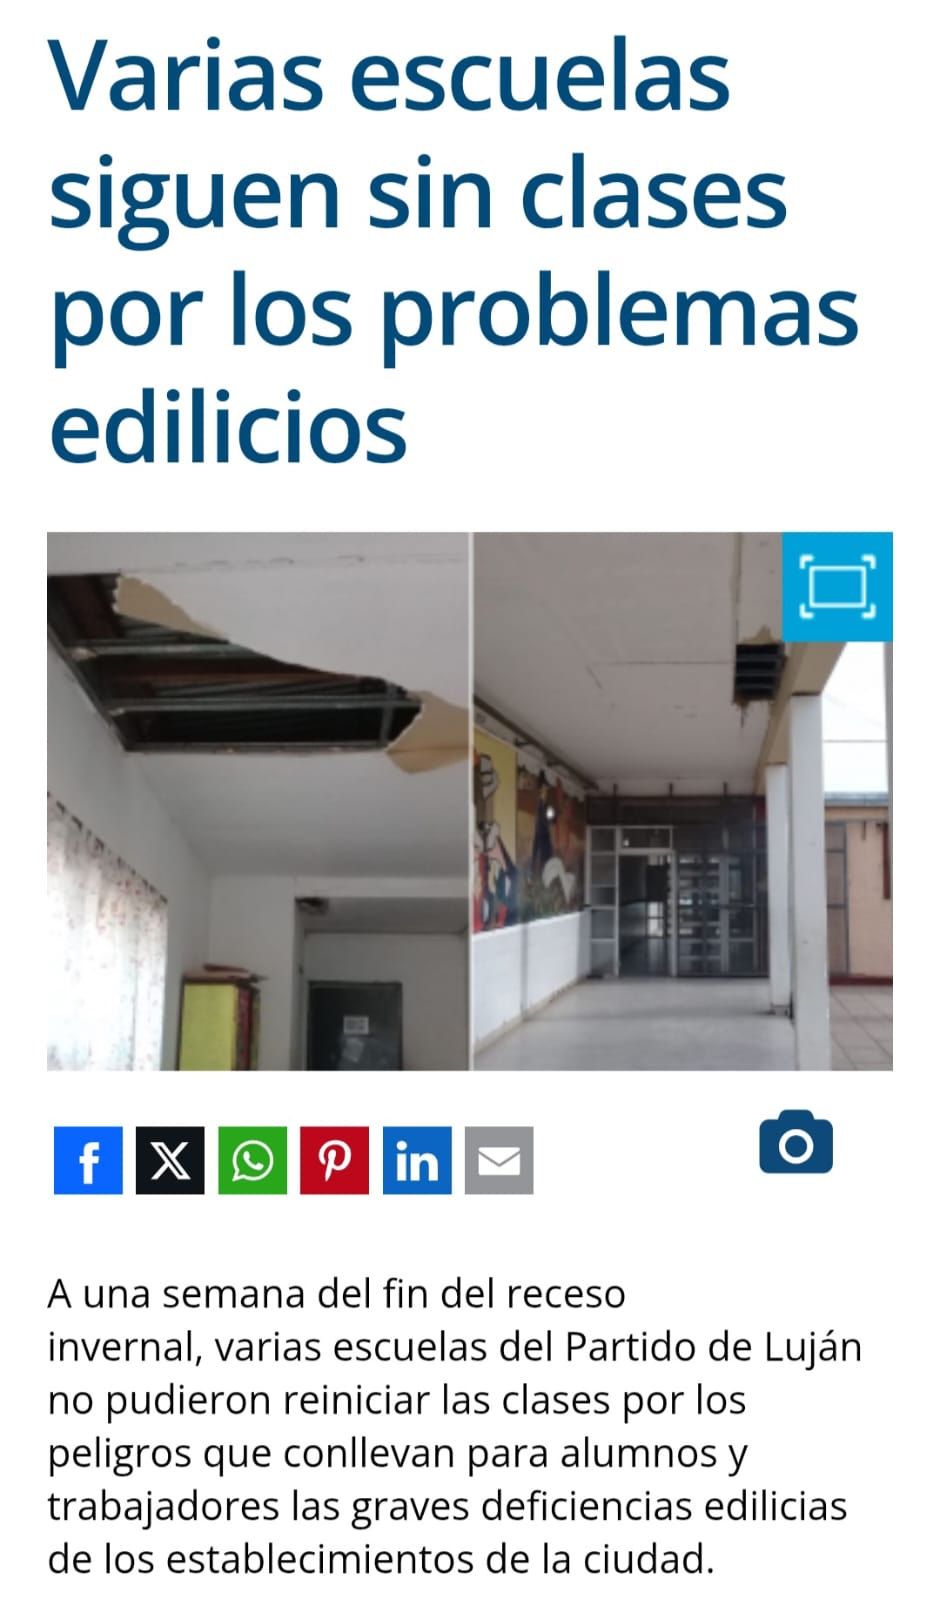 Varias escuelas
siguen sin clases
por los problemas
edilicios
A una semana del fin del receso
invernal, varias escuelas del Partido de Luján
no pudieron reiniciar las clases por los
peligros que conllevan para alumnos y
trabajadores las graves deficiencias edilicias
de los establecimientos de la ciudad.